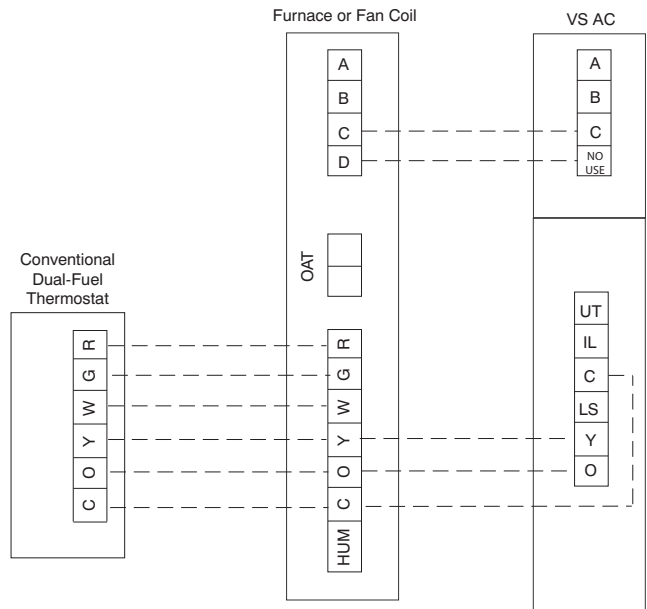 Furnace or Fan Coil
VS AC
A
B
C
D
A
B
C
NO
USE
OAT
Conventional
Dual-Fuel
Thermostat
R
G
W
Y
O
C
R
G
W
Y
O
C
HUM
UT
IL
C
LS
Y
O